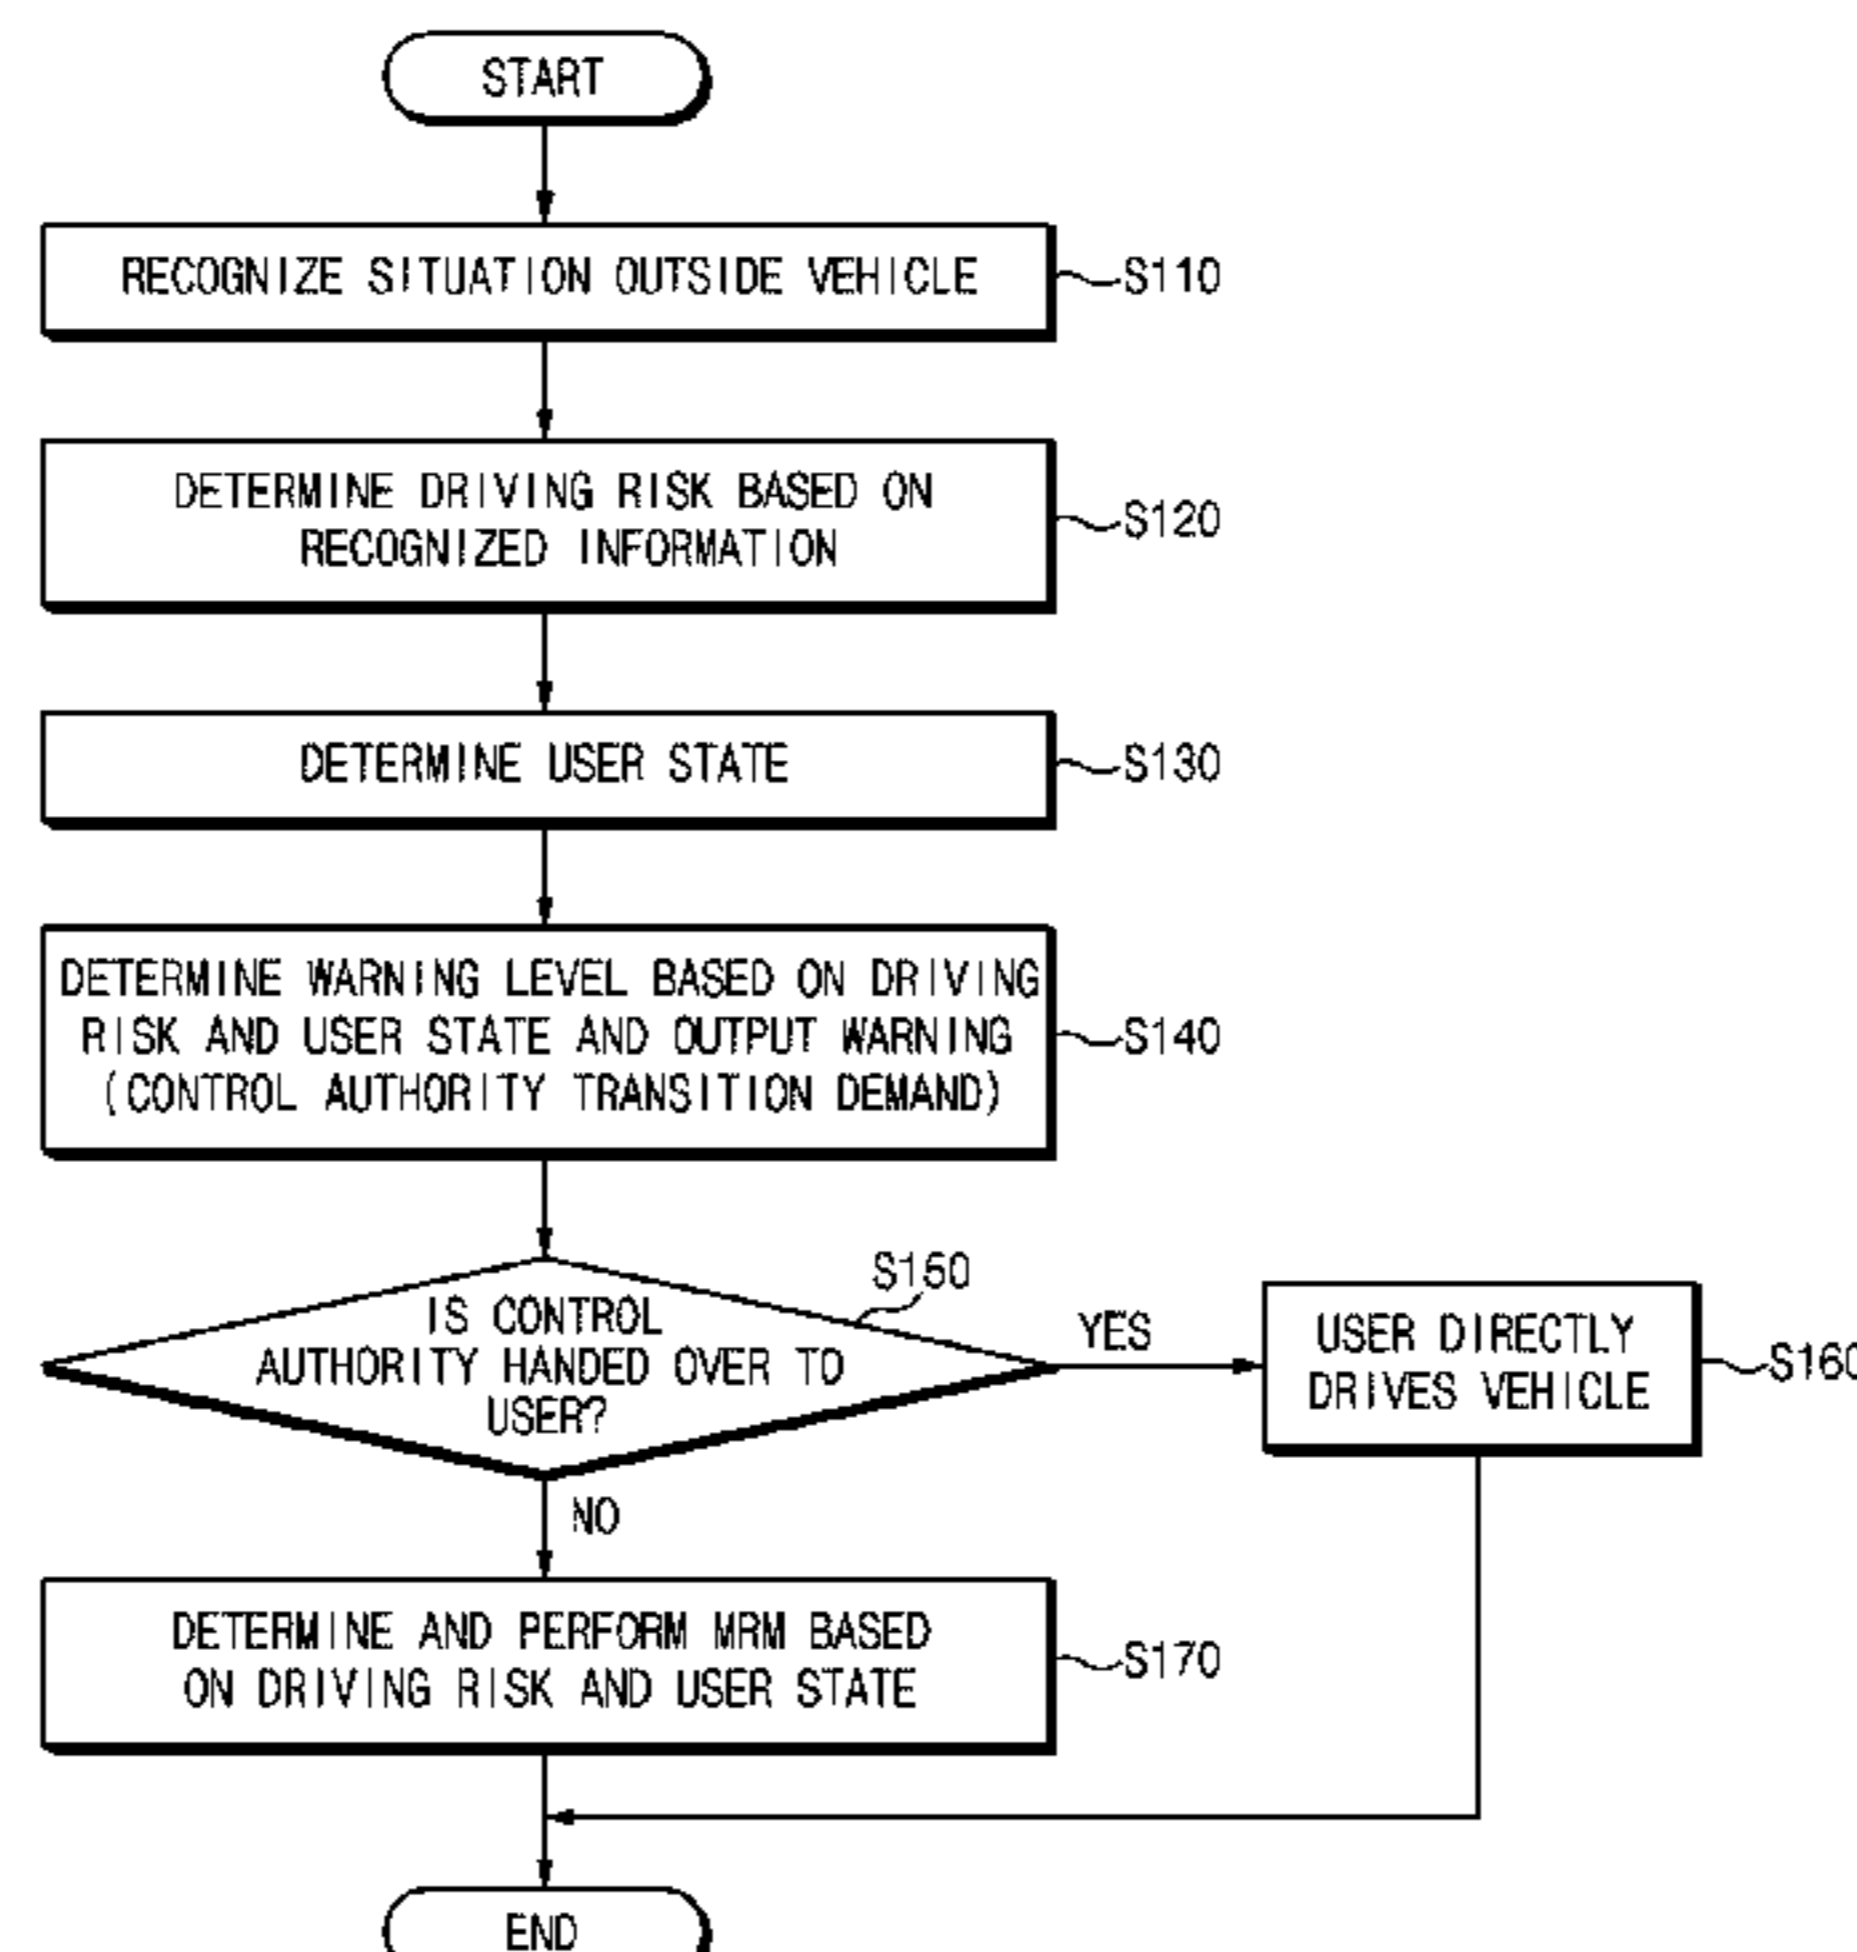 START
RECOGNIZE SITUATION OUTSIDE VEHICLE
S110
DETERMINE DRIVING RISK BASED ON
RECOGNIZED INFORMATION
S120
DETERMINE USER STATE
S130
DETERMINE WARNING LEVEL BASED ON DRIVING
RISK AND USER STATE AND OUTPUT WARNING
(CONTROL AUTHORITY TRANSITION DEMAND)
S140
S150
IS CONTROL
AUTHORITY HANDED OVER TO
USER?
YES
USER DIRECTLY
DRIVES VEHICLE
S160
NO
DETERMINE AND PERFORM MRM BASED
ON DRIVING RISK AND USER STATE
S170
END